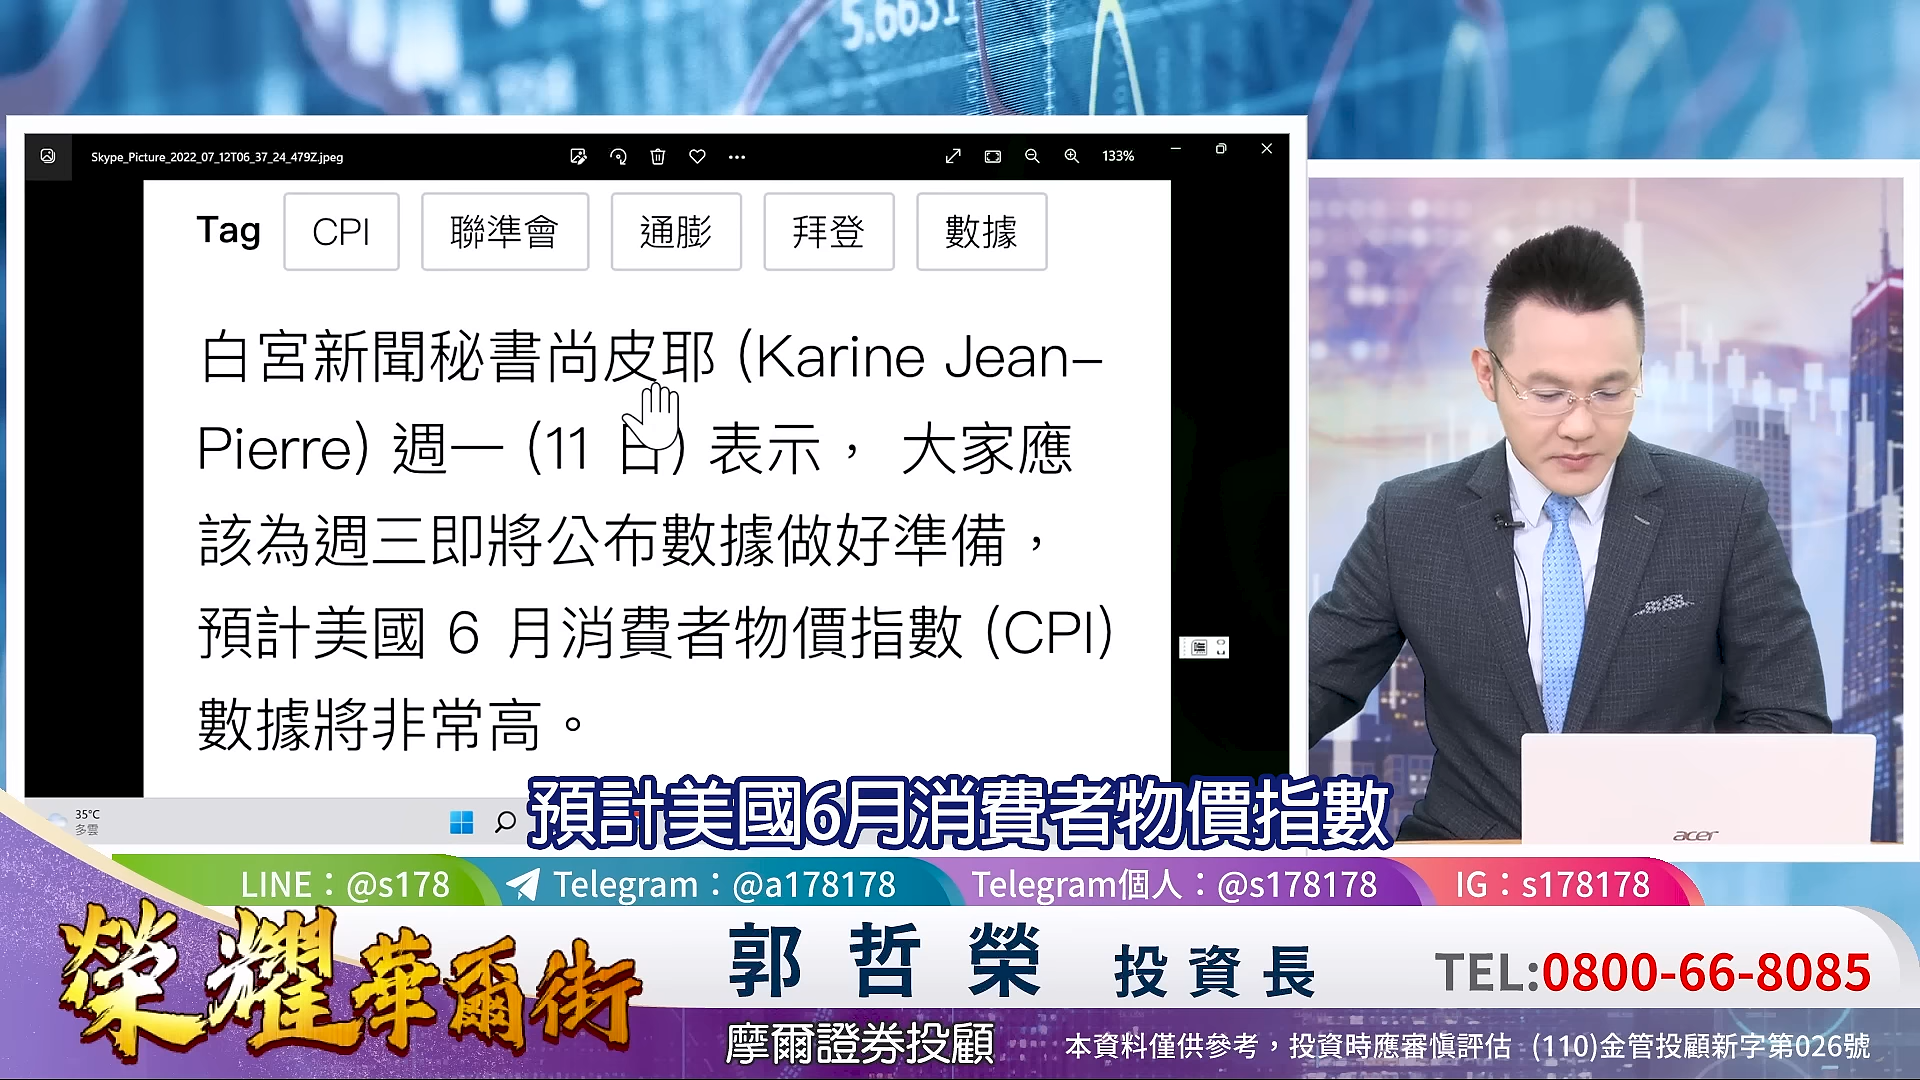 5.6631
Skype_Picture_2022_07_12T06_37_24_479Z.jpeg
133%
Tag CPI 聯準會 通膨 拜登 數據
白宮新聞秘書尚皮耶 (Karine Jean-
Pierre) 週一 (11 日) 表示， 大家應
該為週三即將公布數據做好準備，
預計美國 6 月消費者物價指數 (CPI)
數據將非常高。
35°C
多雲
預計美國6月消費者物價指數
acer
LINE：@s178 Telegram：@a178178 Telegram個人：@s178178 IG：s178178
榮耀華爾街
郭哲榮 投資長 TEL:0800-66-8085
摩爾證券投顧 本資料僅供參考，投資時應審慎評估 (110)金管投顧新字第026號